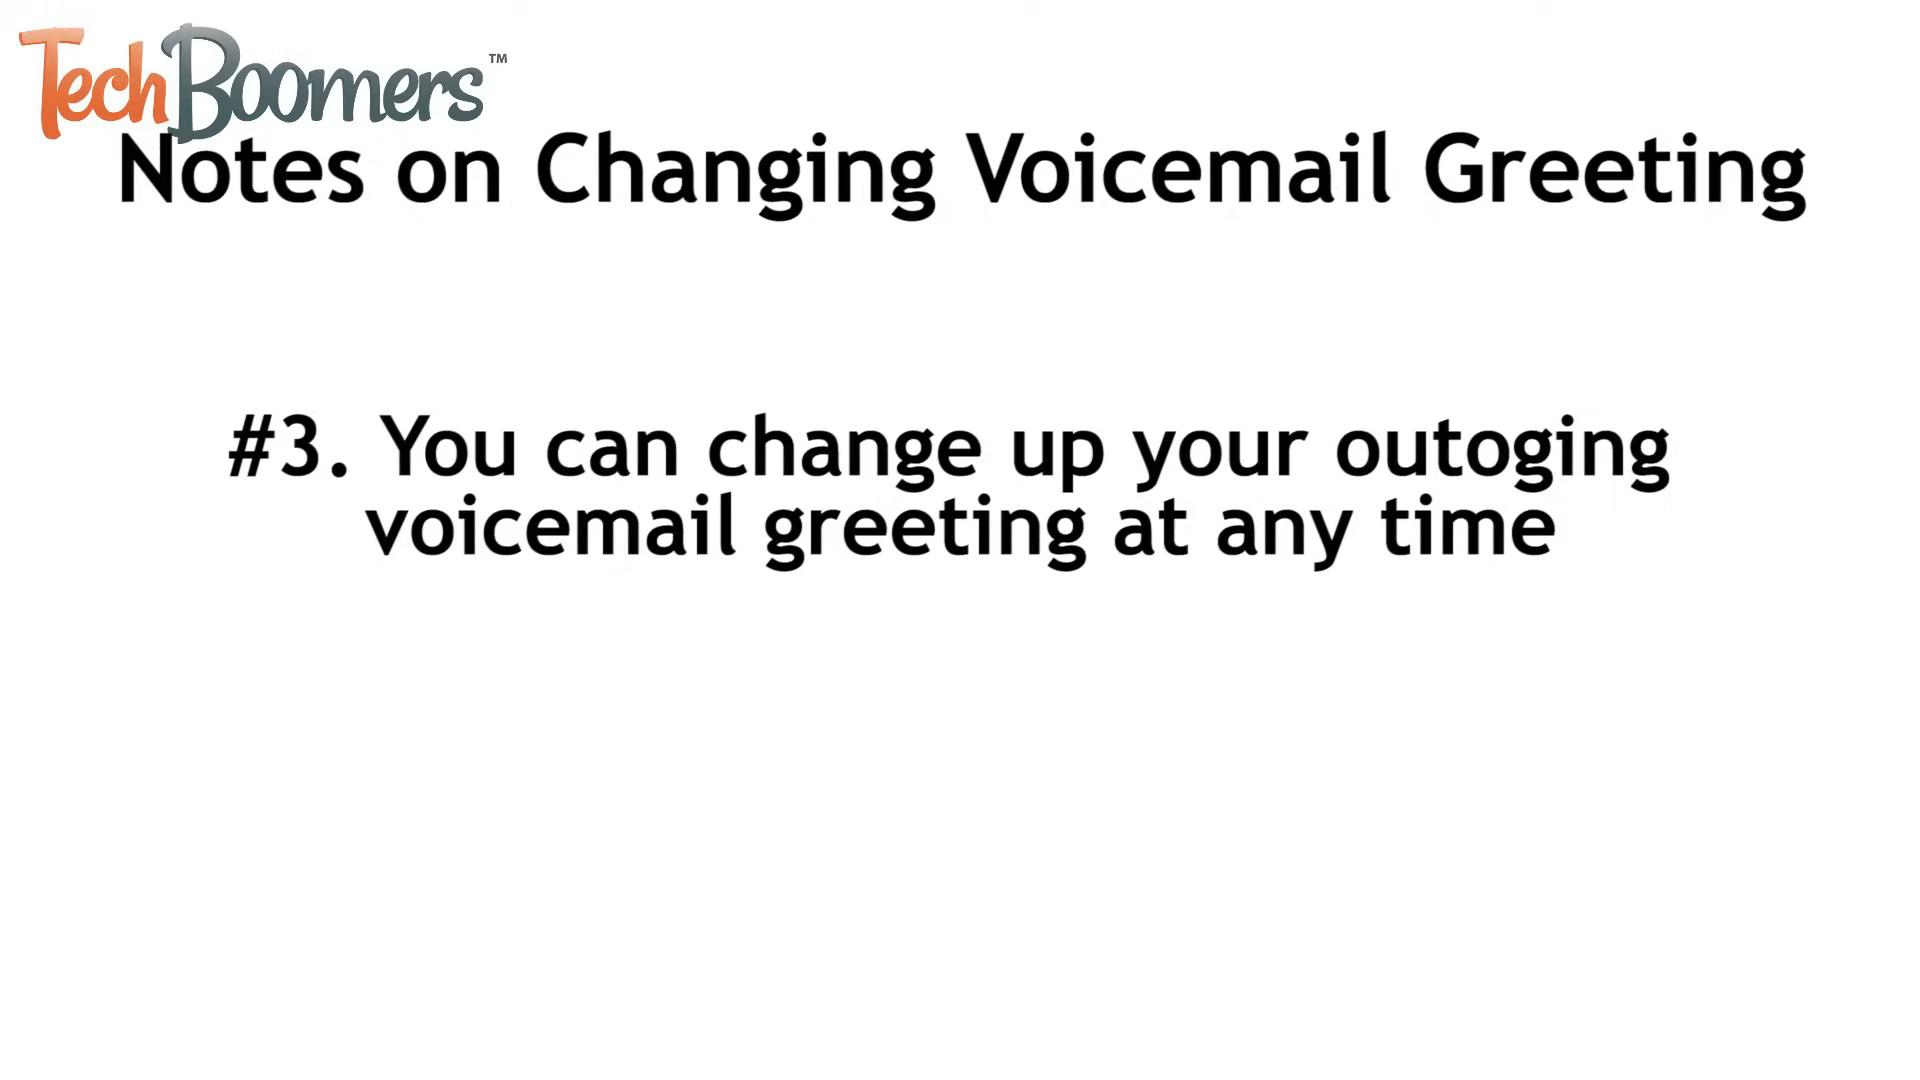 TechBoomers™
Notes on Changing Voicemail Greeting
#3. You can change up your outoging
voicemail greeting at any time